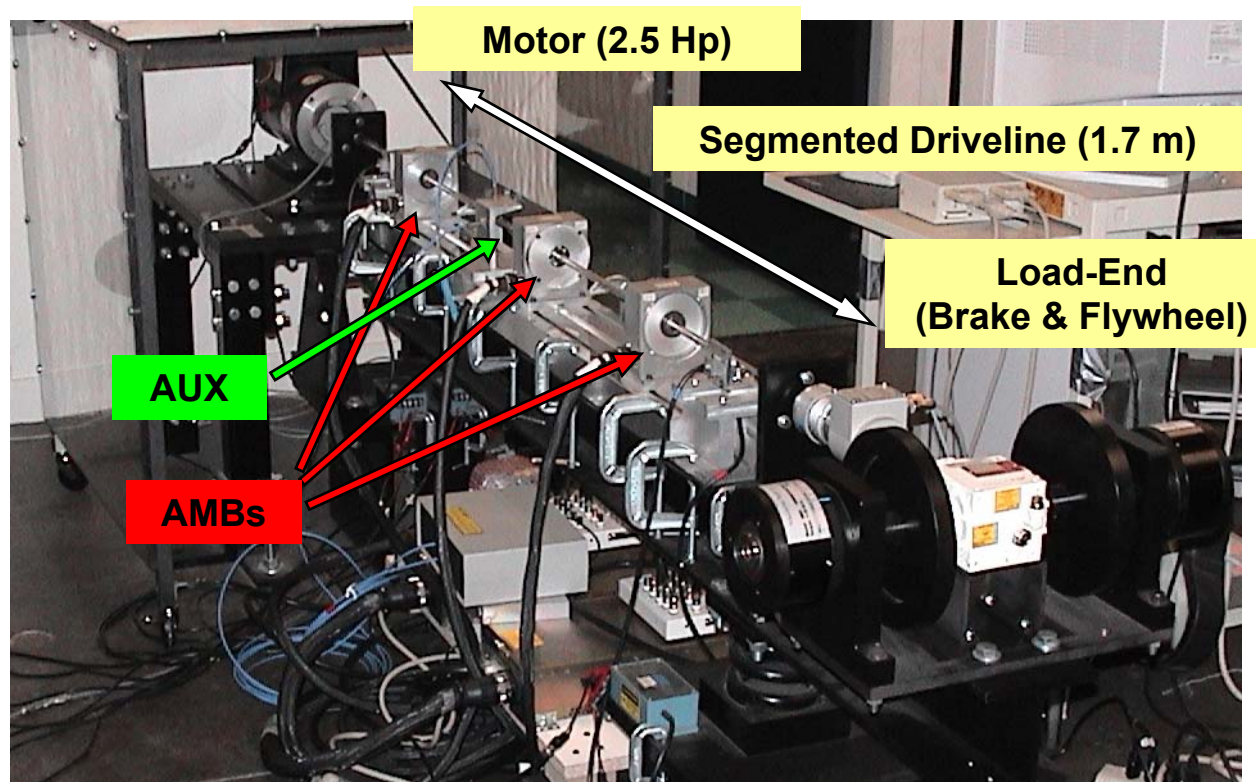 Motor (2.5 Hp)
Segmented Driveline (1.7 m)
Load-End
(Brake & Flywheel)
AUX
AMBs